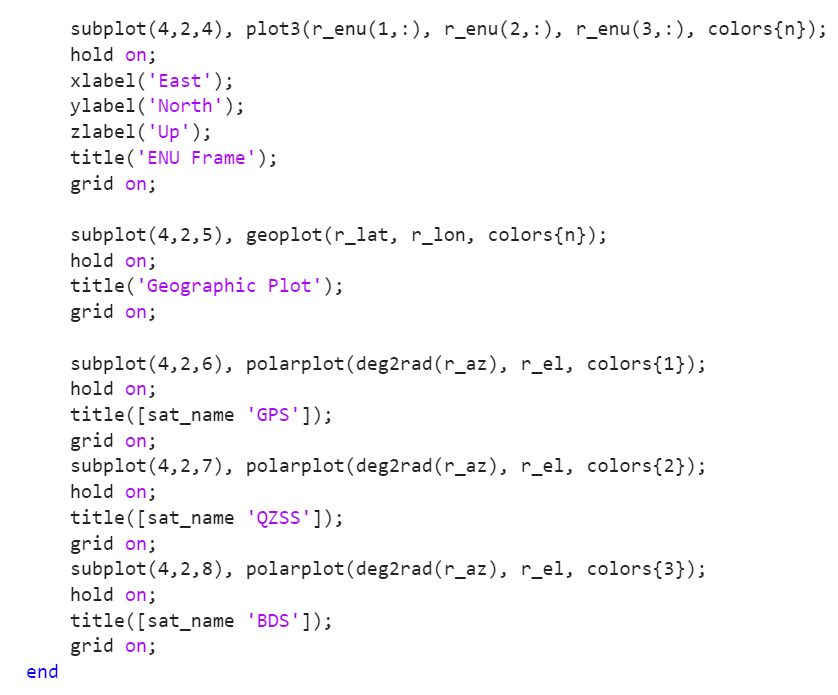 subplot(4,2,4), plot3(r_enu(1,:), r_enu(2,:), r_enu(3,:), colors{n});
hold on;
xlabel('East');
ylabel('North');
zlabel('Up');
title('ENU Frame');
grid on;
subplot(4,2,5), geoplot(r_lat, r_lon, colors{n});
hold on;
title('Geographic Plot');
grid on;
subplot(4,2,6), polarplot(deg2rad(r_az), r_el, colors{1});
hold on;
title([sat_name 'GPS']);
grid on;
subplot(4,2,7), polarplot(deg2rad(r_az), r_el, colors{2});
hold on;
title([sat_name 'QZSS']);
grid on;
subplot(4,2,8), polarplot(deg2rad(r_az), r_el, colors{3});
hold on;
title([sat_name 'BDS']);
grid on;
end